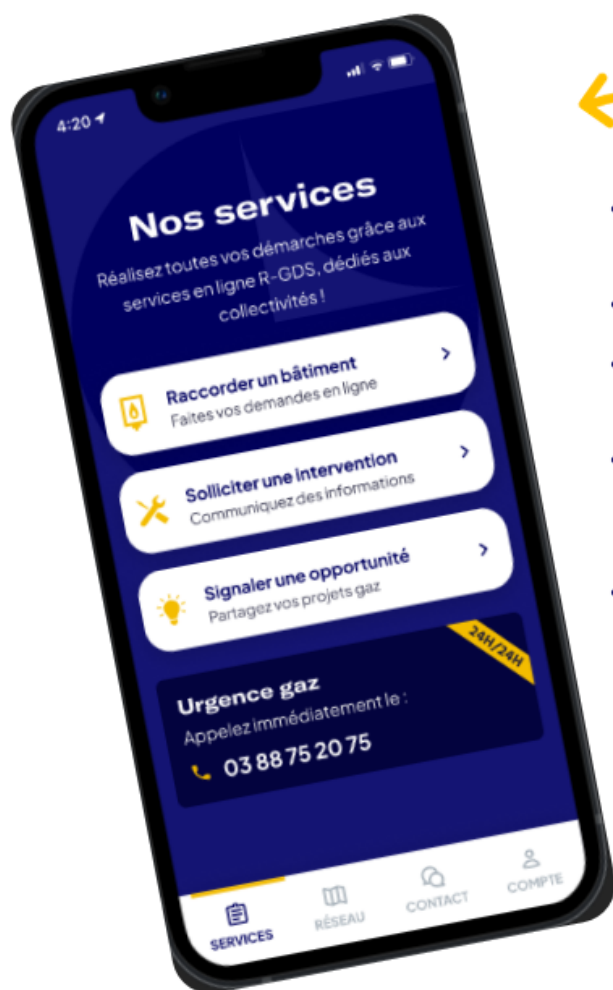 4:20
Nos services
Réalisez toutes vos démarches grâce aux
services en ligne R-GDS, dédiés aux
collectivités !
Raccorder un bâtiment
Faites vos demandes en ligne
Solliciter une intervention
Communiquez des informations
Signaler une opportunité
Partagez vos projets gaz
24H/24H
Urgence gaz
Appelez immédiatement le :
03 88 75 20 75
SERVICES
RÉSEAU
CONTACT
COMPTE